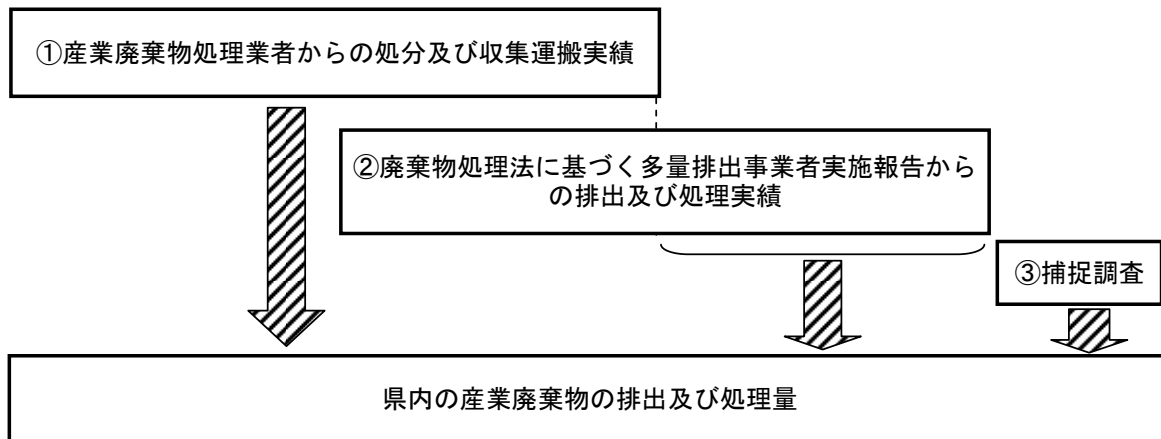 ①産業廃棄物処理業者からの処分及び収集運搬実績
②廃棄物処理法に基づく多量排出事業者実施報告から
の排出及び処理実績
③捕捉調査
県内の産業廃棄物の排出及び処理量